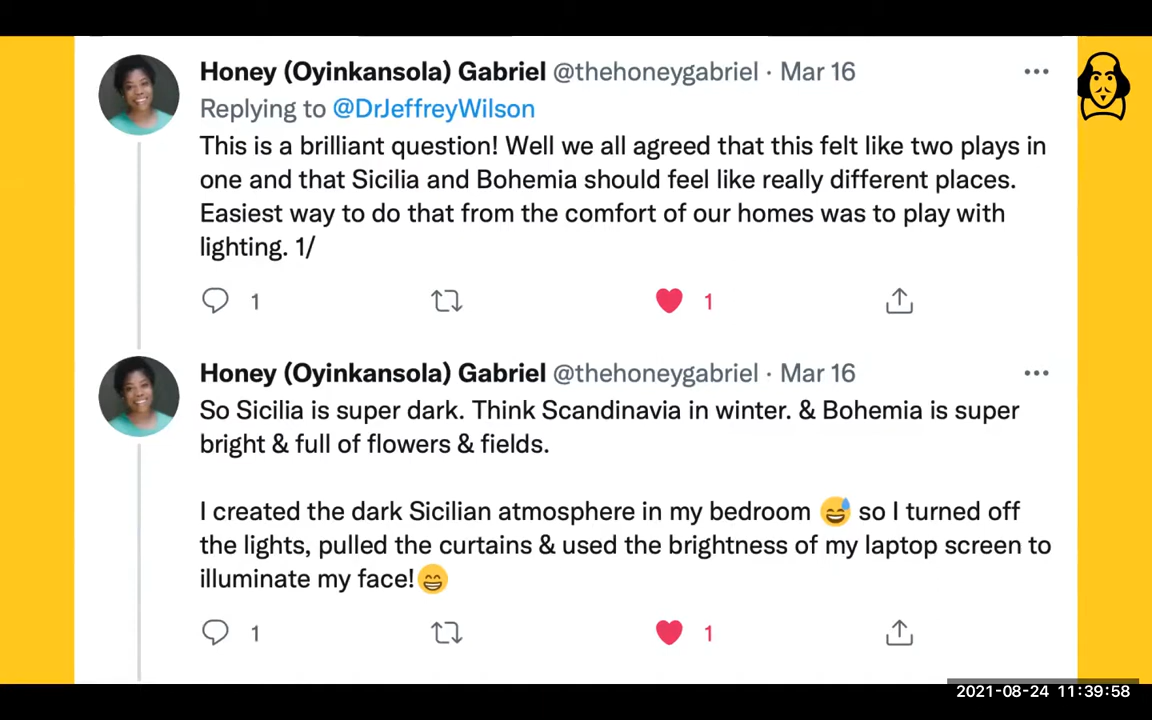 Honey (Oyinkansola) Gabriel @thehoneygabriel · Mar 16
Replying to @DrJeffreyWilson
This is a brilliant question! Well we all agreed that this felt like two plays in
one and that Sicilia and Bohemia should feel like really different places.
Easiest way to do that from the comfort of our homes was to play with
lighting. 1/
1 1
Honey (Oyinkansola) Gabriel @thehoneygabriel · Mar 16
So Sicilia is super dark. Think Scandinavia in winter. & Bohemia is super
bright & full of flowers & fields.
I created the dark Sicilian atmosphere in my bedroom 😅 so I turned off
the lights, pulled the curtains & used the brightness of my laptop screen to
illuminate my face!😄
1 1
2021-08-24 11:39:58